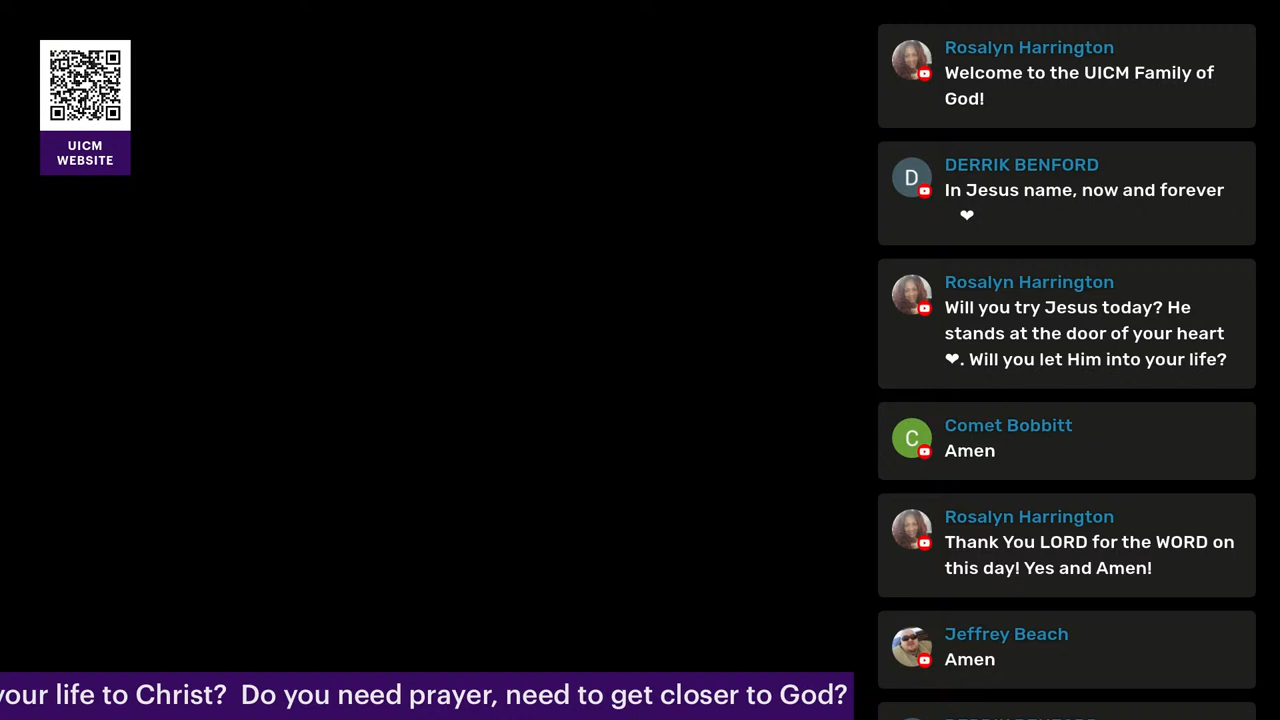 UICM
WEBSITE
Rosalyn Harrington
Welcome to the UICM Family of
God!
D
DERRIK BENFORD
In Jesus name, now and forever
❤
Rosalyn Harrington
Will you try Jesus today? He
stands at the door of your heart
❤. Will you let Him into your life?
C
Comet Bobbitt
Amen
Rosalyn Harrington
Thank You LORD for the WORD on
this day! Yes and Amen!
Jeffrey Beach
Amen
your life to Christ?  Do you need prayer, need to get closer to God?